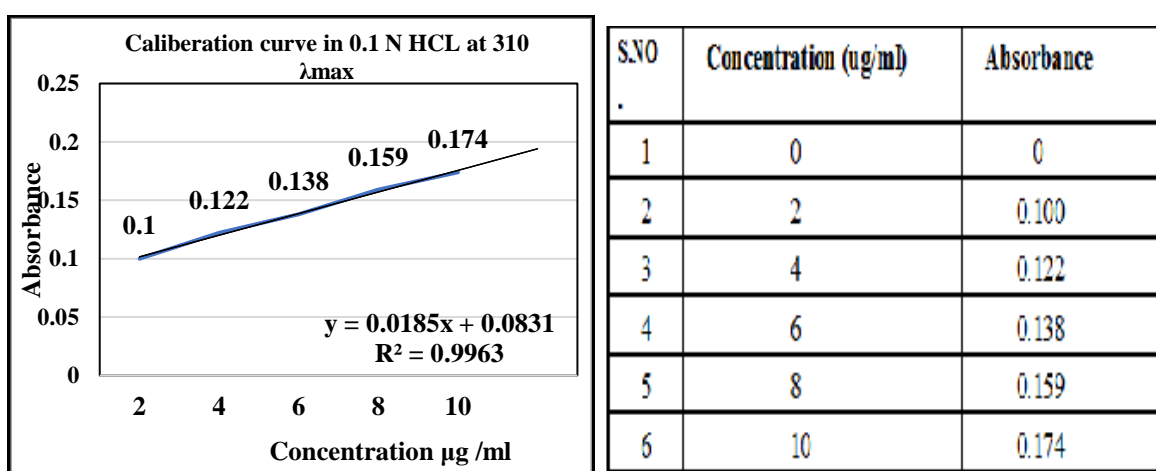 Caliberation curve in 0.1 N HCL at 310
λmax
Absorbance
0.25
0.2
0.15
0.1
0.05
0
0.1
0.122
0.138
0.159
0.174
y = 0.0185x + 0.0831
R² = 0.9963
2 4 6 8 10
Concentration µg /ml
S.NO Concentration (ug/ml) Absorbance
.
1 0 0
2 2 0.100
3 4 0.122
4 6 0.138
5 8 0.159
6 10 0.174